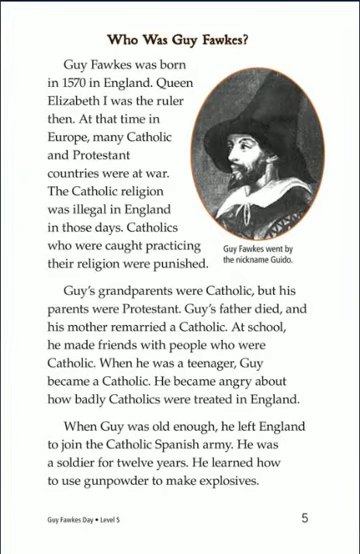 Who Was Guy Fawkes?
Guy Fawkes was born
in 1570 in England. Queen
Elizabeth I was the ruler
then. At that time in
Europe, many Catholic
and Protestant
countries were at war.
The Catholic religion
was illegal in England
in those days. Catholics
who were caught practicing
their religion were punished.
Guy Fawkes went by
the nickname Guido.
Guy's grandparents were Catholic, but his
parents were Protestant. Guy's father died, and
his mother remarried a Catholic. At school,
he made friends with people who were
Catholic. When he was a teenager, Guy
became a Catholic. He became angry about
how badly Catholics were treated in England.
When Guy was old enough, he left England
to join the Catholic Spanish army. He was
a soldier for twelve years. He learned how
to use gunpowder to make explosives.
Guy Fawkes Day • Level S
5